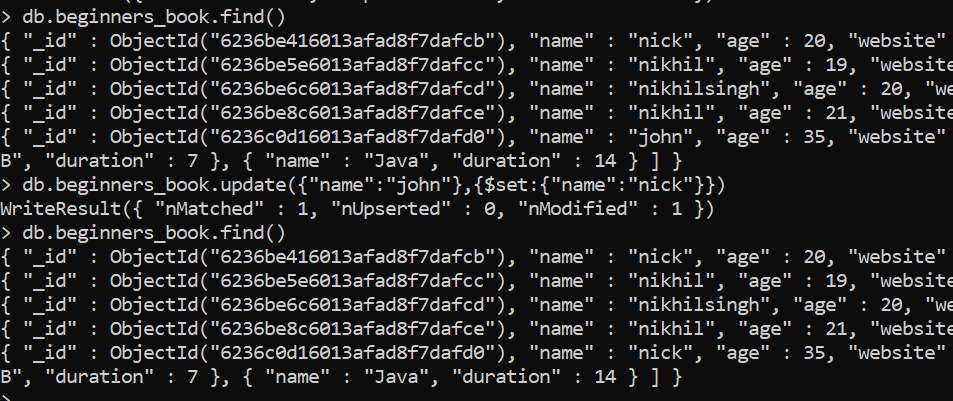 > db.beginners_book.find()
{ "_id" : ObjectId("6236be416013afad8f7dafcb"), "name" : "nick", "age" : 20, "website"
{ "_id" : ObjectId("6236be5e6013afad8f7dafcc"), "name" : "nikhil", "age" : 19, "website
{ "_id" : ObjectId("6236be6c6013afad8f7dafcd"), "name" : "nikhilsingh", "age" : 20, "we
{ "_id" : ObjectId("6236be8c6013afad8f7dafce"), "name" : "nikhil", "age" : 21, "website
{ "_id" : ObjectId("6236c0d16013afad8f7dafd0"), "name" : "john", "age" : 35, "website"
B", "duration" : 7 }, { "name" : "Java", "duration" : 14 } ] }
> db.beginners_book.update({"name":"john"},{$set:{"name":"nick"}})
WriteResult({ "nMatched" : 1, "nUpserted" : 0, "nModified" : 1 })
> db.beginners_book.find()
{ "_id" : ObjectId("6236be416013afad8f7dafcb"), "name" : "nick", "age" : 20, "website"
{ "_id" : ObjectId("6236be5e6013afad8f7dafcc"), "name" : "nikhil", "age" : 19, "website
{ "_id" : ObjectId("6236be6c6013afad8f7dafcd"), "name" : "nikhilsingh", "age" : 20, "we
{ "_id" : ObjectId("6236be8c6013afad8f7dafce"), "name" : "nikhil", "age" : 21, "website
{ "_id" : ObjectId("6236c0d16013afad8f7dafd0"), "name" : "nick", "age" : 35, "website"
B", "duration" : 7 }, { "name" : "Java", "duration" : 14 } ] }